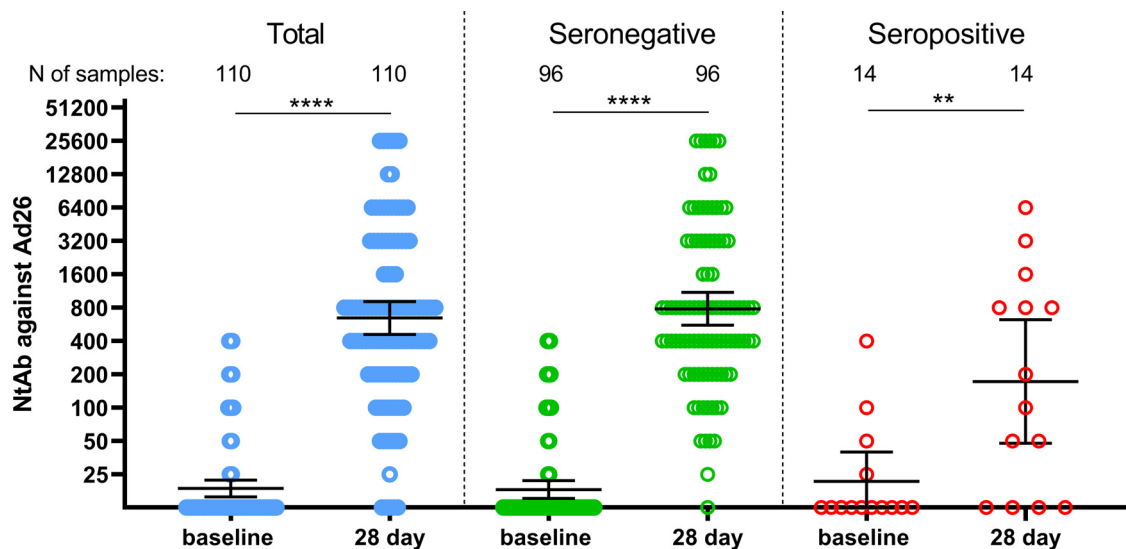 Total Seronegative Seropositive
N of samples: 110 110 96 96 14 14
**** **** **
51200
25600
12800
6400
3200
1600
800
400
200
100
50
25
NtAb against Ad26
baseline 28 day baseline 28 day baseline 28 day